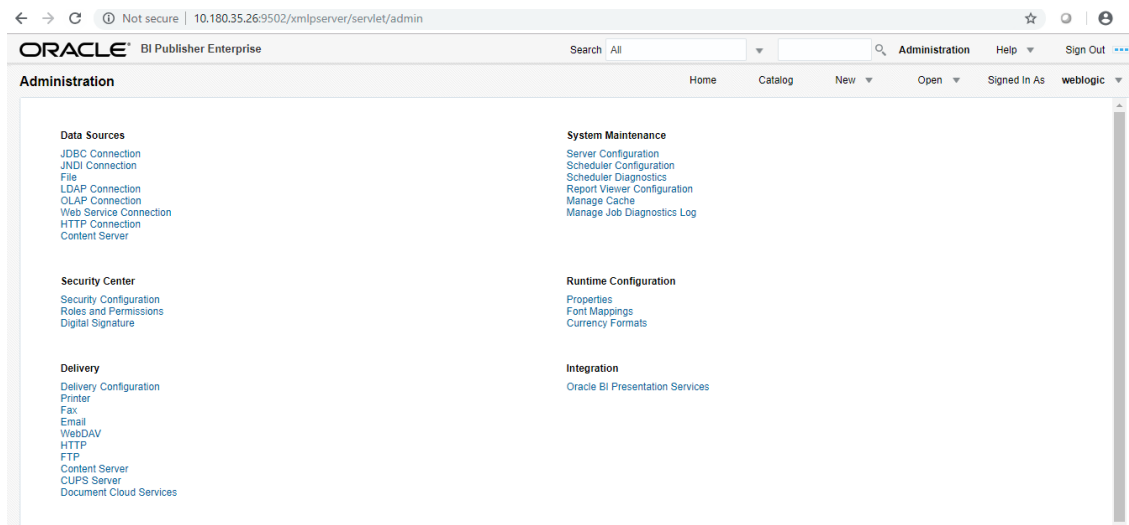 Not secure | 10.180.35.26:9502/xmlpserver/servlet/admin
ORACLE BI Publisher Enterprise Search All Administration Help Sign Out
Administration Home Catalog New Open Signed In As weblogic
Data Sources
JDBC Connection
JNDI Connection
File
LDAP Connection
OLAP Connection
Web Service Connection
HTTP Connection
Content Server
System Maintenance
Server Configuration
Scheduler Configuration
Scheduler Diagnostics
Report Viewer Configuration
Manage Cache
Manage Job Diagnostics Log
Security Center
Security Configuration
Roles and Permissions
Digital Signature
Runtime Configuration
Properties
Font Mappings
Currency Formats
Delivery
Delivery Configuration
Printer
Fax
Email
WebDAV
HTTP
FTP
Content Server
CUPS Server
Document Cloud Services
Integration
Oracle BI Presentation Services